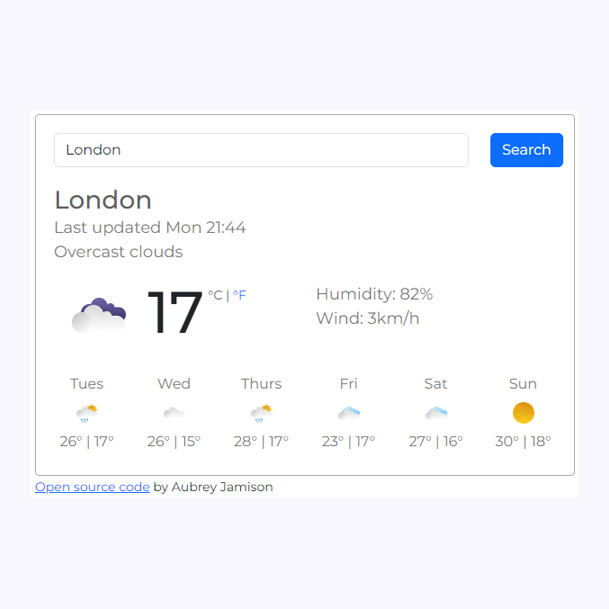 London
Search
London
Last updated Mon 21:44
Overcast clouds
17 °C | °F
Humidity: 82%
Wind: 3km/h
Tues Wed Thurs Fri Sat Sun
26° | 17° 26° | 15° 28° | 17° 23° | 17° 27° | 16° 30° | 18°
Open source code by Aubrey Jamison